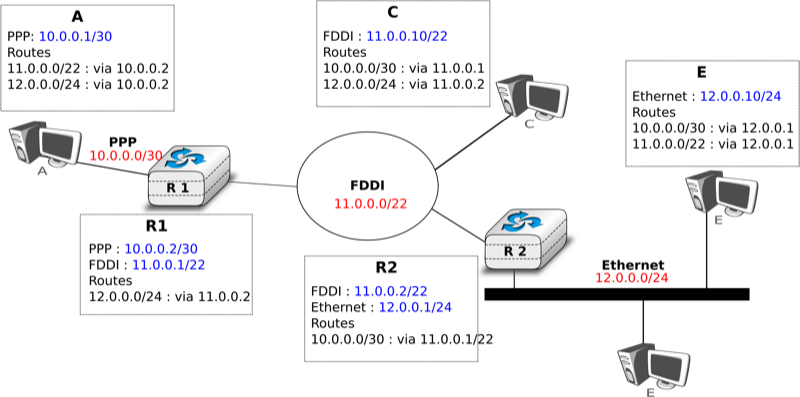 A
PPP: 10.0.0.1/30
Routes
11.0.0.0/22 : via 10.0.0.2
12.0.0.0/24 : via 10.0.0.2
C
FDDI : 11.0.0.10/22
Routes
10.0.0.0/30 : via 11.0.0.1
12.0.0.0/24 : via 11.0.0.2
E
Ethernet : 12.0.0.10/24
Routes
10.0.0.0/30 : via 12.0.0.1
11.0.0.0/22 : via 12.0.0.1
A
PPP
10.0.0.0/30
R 1
FDDI
11.0.0.0/22
C
E
R1
PPP : 10.0.0.2/30
FDDI : 11.0.0.1/22
Routes
12.0.0.0/24 : via 11.0.0.2
R2
FDDI : 11.0.0.2/22
Ethernet : 12.0.0.1/24
Routes
10.0.0.0/30 : via 11.0.0.1/22
R 2
Ethernet
12.0.0.0/24
E